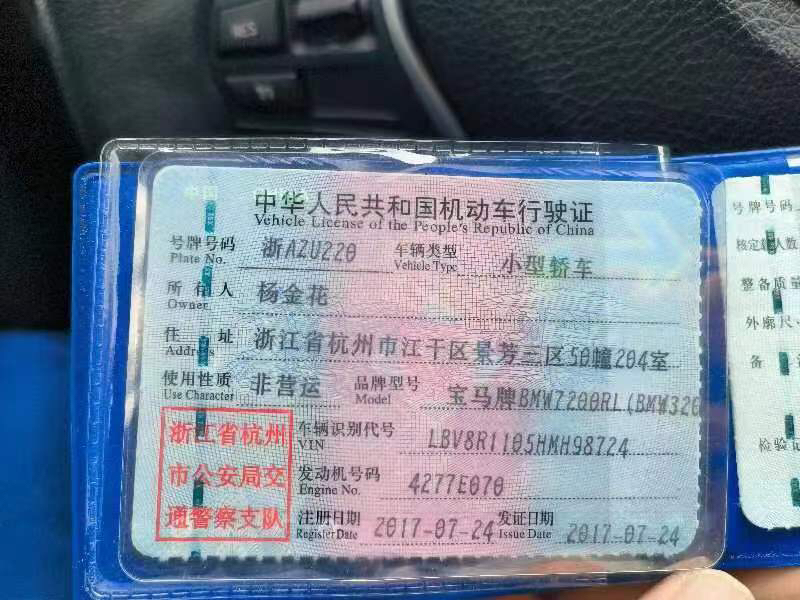 中华人民共和国机动车行驶证
Vehicle License of the People's Republic of China
号牌号码 浙AZU220 车辆类型 小型轿车
Plate No. Vehicle Type
所有人 杨金花
Owner
住址 浙江省杭州市江干区景芳三区50幢204室
Address
使用性质 非营运 品牌型号 宝马牌BMW7200RL(BMW320
Use Character Model
浙江省杭州
市公安局交
通警察支队
车辆识别代号 LBV8R1105HMH98724
VIN
发动机号码 4277E070
Engine No.
注册日期 2017-07-24 发证日期 2017-07-24
Register Date Issue Date
号牌号码
核定载人数
整备质量
外廓尺
备
检验记